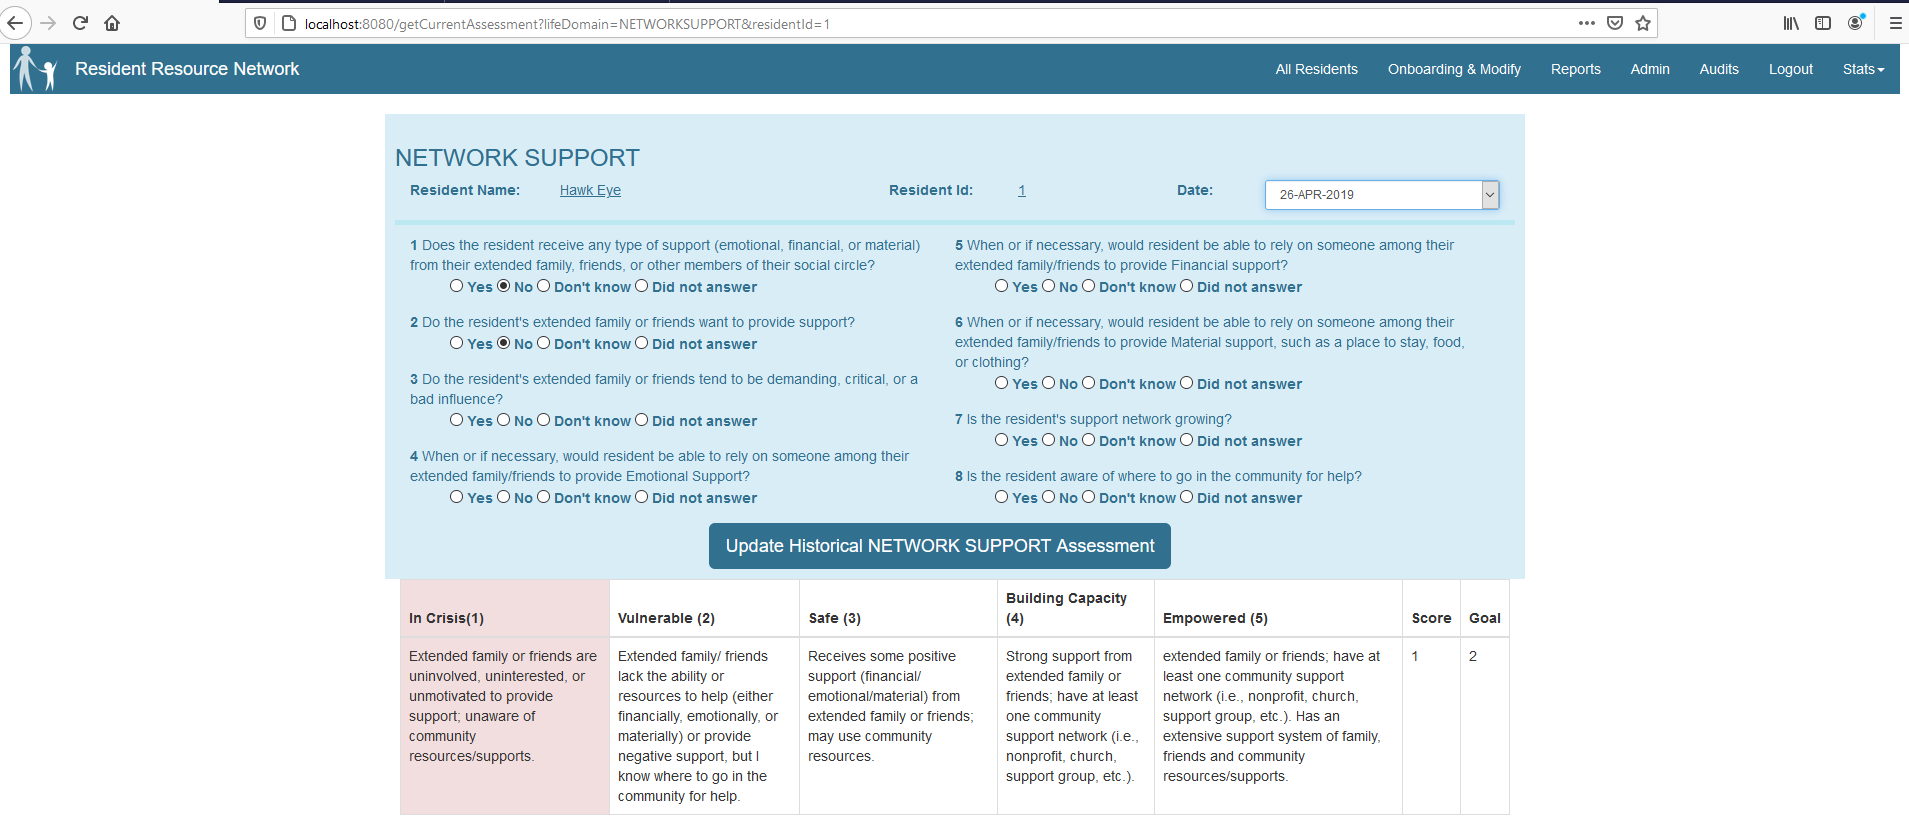 localhost:8080/getCurrentAssessment?lifeDomain=NETWORKSUPPORT&residentId=1
Resident Resource Network
All Residents
Onboarding & Modify
Reports
Admin
Audits
Logout
Stats
NETWORK SUPPORT
Resident Name:
Hawk Eye
Resident Id:
1
Date:
26-APR-2019
1 Does the resident receive any type of support (emotional, financial, or material)
from their extended family, friends, or other members of their social circle?
Yes No Don't know Did not answer
2 Do the resident's extended family or friends want to provide support?
Yes No Don't know Did not answer
3 Do the resident's extended family or friends tend to be demanding, critical, or a
bad influence?
Yes No Don't know Did not answer
4 When or if necessary, would resident be able to rely on someone among their
extended family/friends to provide Emotional Support?
Yes No Don't know Did not answer
5 When or if necessary, would resident be able to rely on someone among their
extended family/friends to provide Financial support?
Yes No Don't know Did not answer
6 When or if necessary, would resident be able to rely on someone among their
extended family/friends to provide Material support, such as a place to stay, food,
or clothing?
Yes No Don't know Did not answer
7 Is the resident's support network growing?
Yes No Don't know Did not answer
8 Is the resident aware of where to go in the community for help?
Yes No Don't know Did not answer
Update Historical NETWORK SUPPORT Assessment
In Crisis(1)
Vulnerable (2)
Safe (3)
Building Capacity
(4)
Empowered (5)
Score
Goal
Extended family or friends are
uninvolved, uninterested, or
unmotivated to provide
support; unaware of
community
resources/supports.
Extended family/ friends
lack the ability or
resources to help (either
financially, emotionally, or
materially) or provide
negative support, but I
know where to go in the
community for help.
Receives some positive
support (financial/
emotional/material) from
extended family or friends;
may use community
resources.
Strong support from
extended family or
friends; have at least
one community
support network (i.e.,
nonprofit, church,
support group, etc.).
extended family or friends; have at
least one community support
network (i.e., nonprofit, church,
support group, etc.). Has an
extensive support system of family,
friends and community
resources/supports.
1
2